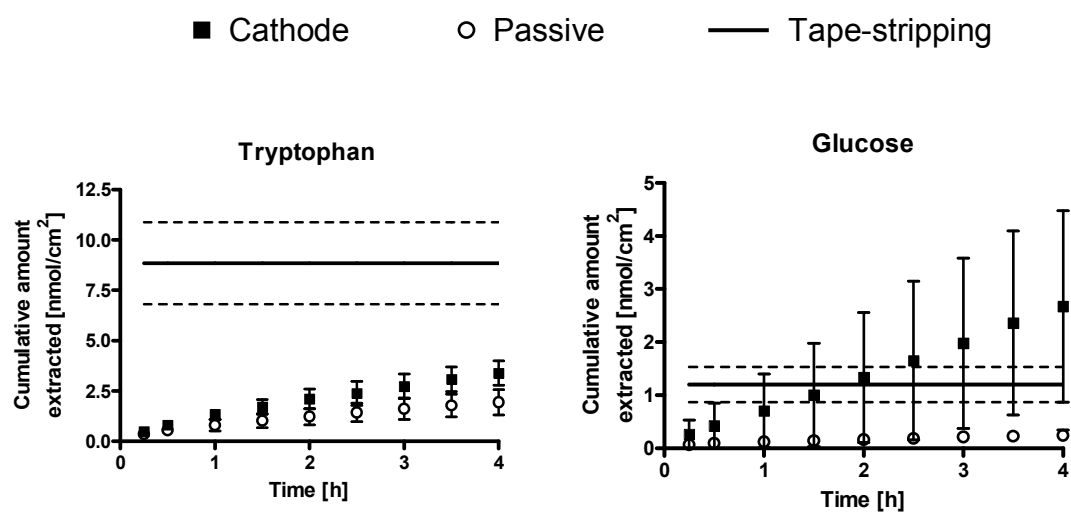 Cathode Passive Tape-stripping
Tryptophan
Cumulative amount
extracted [nmol/cm²]
12.5
10.0
7.5
5.0
2.5
0.0
0 1 2 3 4
Time [h]
Glucose
Cumulative amount
extracted [nmol/cm²]
5
4
3
2
1
0
0 1 2 3 4
Time [h]